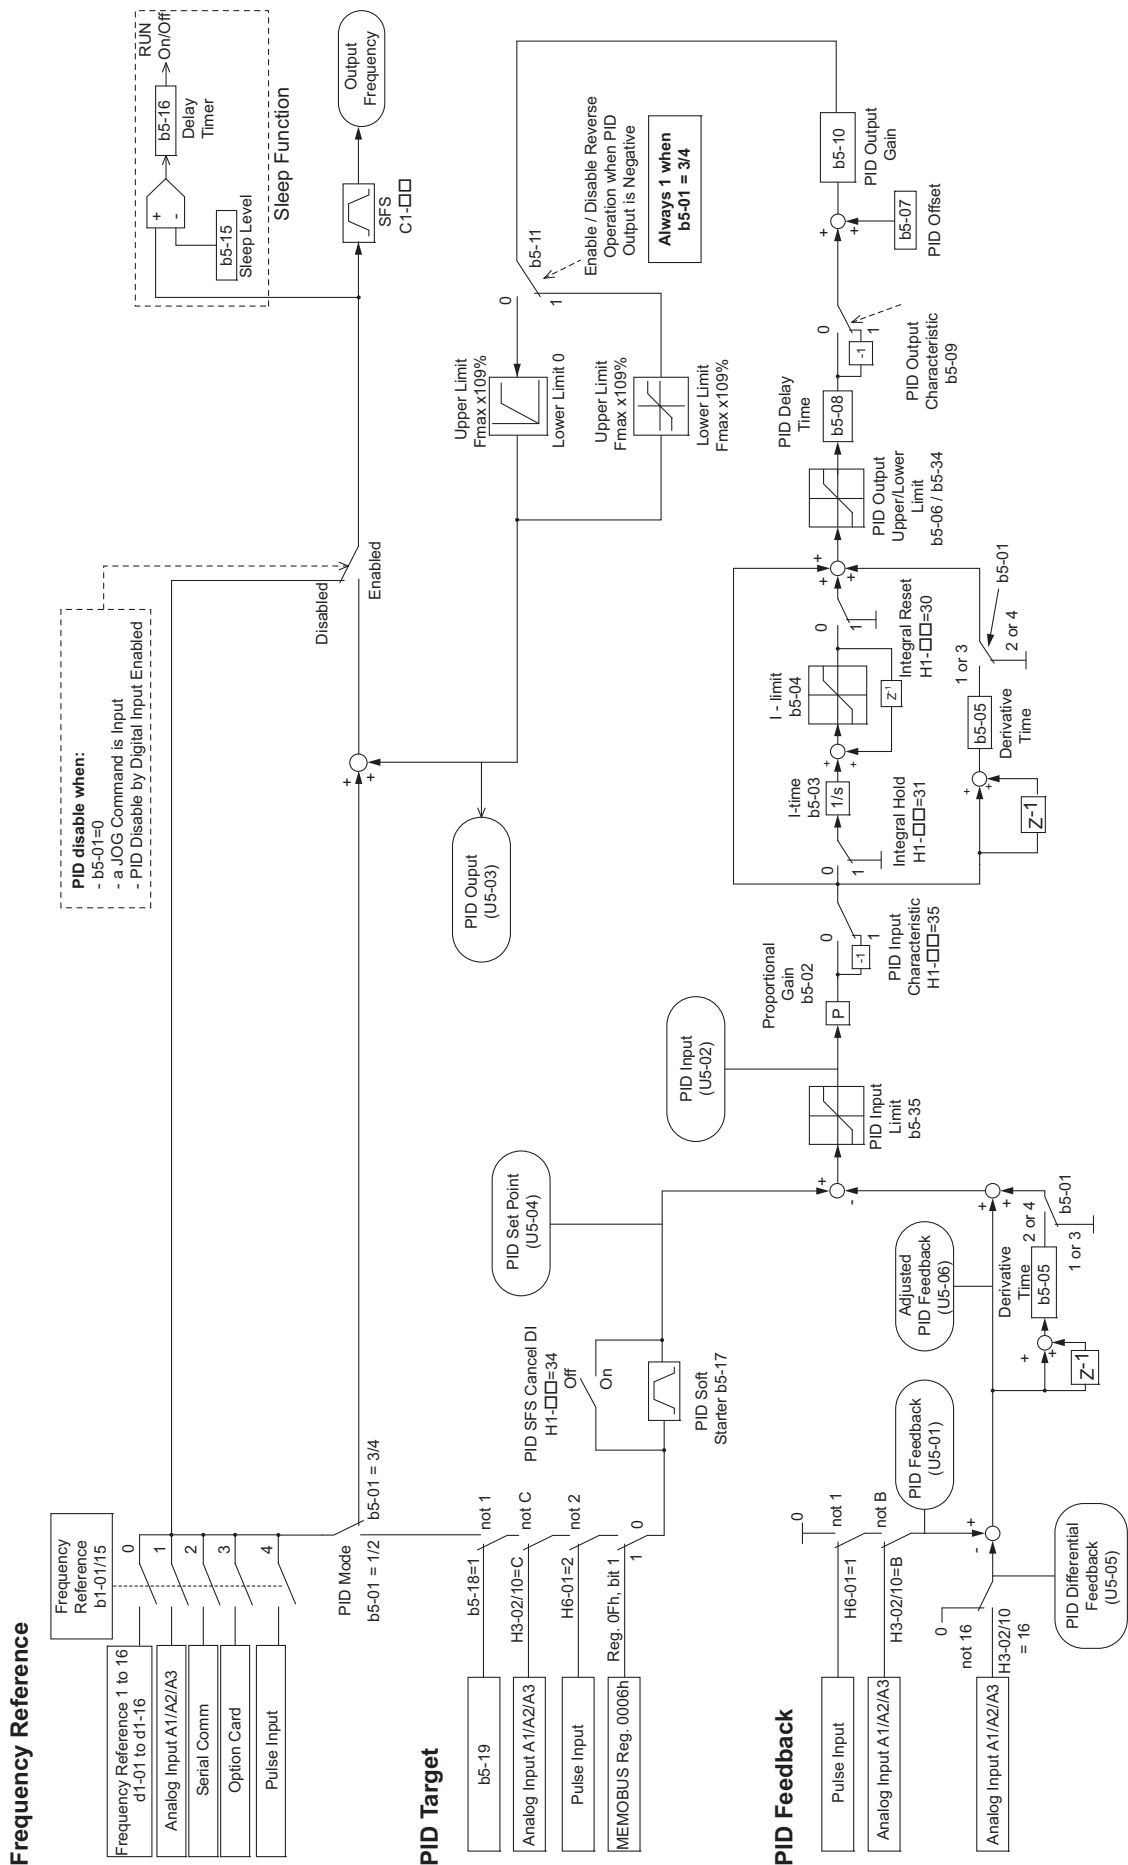 Frequency Reference
Frequency
Reference
b1-01/15
Frequency Reference 1 to 16
d1-01 to d1-16
Analog Input A1/A2/A3
Serial Comm
Option Card
Pulse Input
0
1
2
3
4
PID Mode
b5-01 = 1/2
b5-01 = 3/4
PID disable when:
- b5-01=0
- a JOG Command is Input
- PID Disable by Digital Input Enabled
Disabled
Enabled
+
+
RUN
On/Off
b5-16
Delay
Timer
+
-
b5-15
Sleep Level
Sleep Function
SFS
C1-□□
Output
Frequency
PID Target
b5-19
Analog Input A1/A2/A3
Pulse Input
MEMOBUS Reg. 0006h
b5-18=1
not 1
H3-02/10=C
not C
H6-01=2
not 2
Reg. 0Fh, bit 1
1
0
PID SFS Cancel DI
H1-□□=34
Off
On
PID Soft
Starter b5-17
PID Set Point
(U5-04)
PID Ouput
(U5-03)
Upper Limit
Fmax x109%
Lower Limit 0
Upper Limit
Fmax x109%
Lower Limit
Fmax x109%
0
1
b5-11
Enable / Disable Reverse
Operation when PID
Output is Negative
Always 1 when
b5-01 = 3/4
PID Feedback
Pulse Input
Analog Input A1/A2/A3
Analog Input A1/A2/A3
0
H6-01=1
not 1
H3-02/10=B
not B
0
not 16
H3-02/10
= 16
PID Feedback
(U5-01)
PID Differential
Feedback
(U5-05)
+
-
Adjusted
PID Feedback
(U5-06)
+
+
Z-1
Derivative
Time
b5-05
2 or 4
1 or 3
b5-01
+
+
+
-
PID Input
Limit
b5-35
PID Input
(U5-02)
Proportional
Gain
b5-02
P
0
-1
1
PID Input
Characteristic
H1-□□=35
0
1
Integral Hold
H1-□□=31
I-time
b5-03
1/s
+
+
I - limit
b5-04
Z-1
0
1
Integral Reset
H1-□□=30
+
+
Z-1
b5-05
Derivative
Time
1 or 3
2 or 4
b5-01
+
+
+
PID Output
Upper/Lower
Limit
b5-06 / b5-34
PID Delay
Time
b5-08
0
-1
1
PID Output
Characteristic
b5-09
+
+
b5-07
PID Offset
b5-10
PID Output
Gain